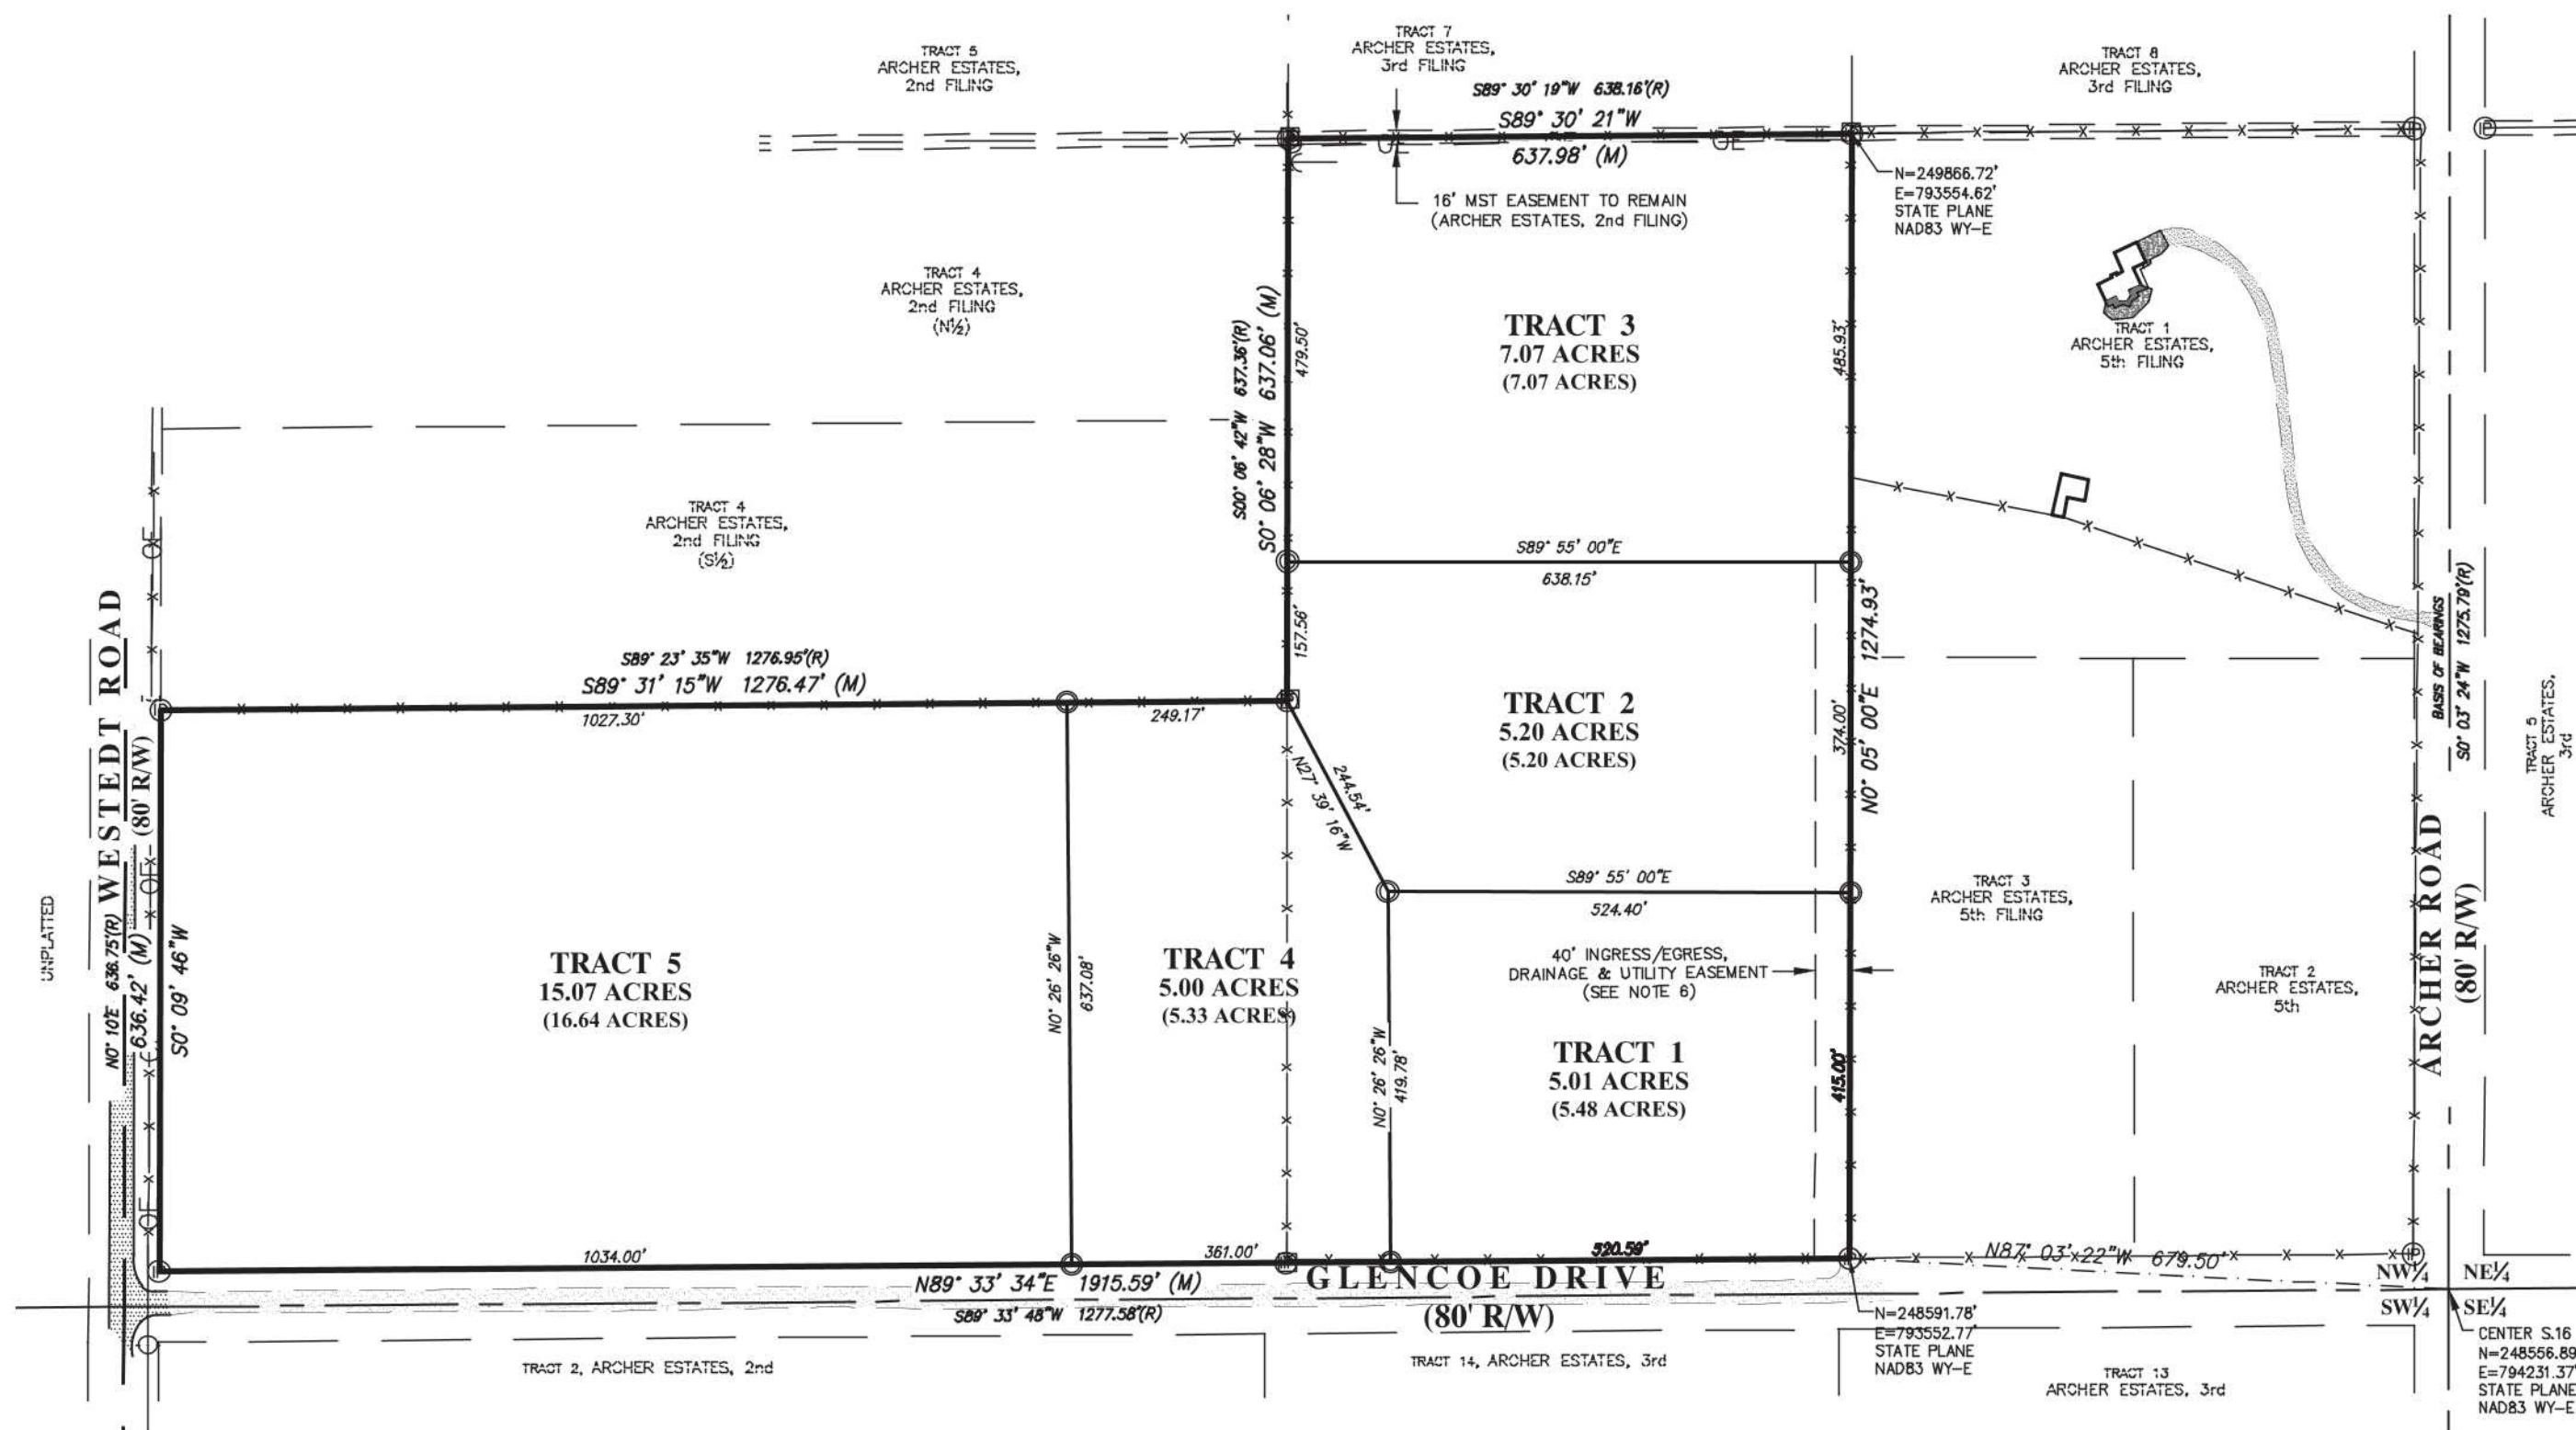 TRACT 5
ARCHER ESTATES,
2nd FILING
TRACT 7
ARCHER ESTATES,
3rd FILING
TRACT 8
ARCHER ESTATES,
3rd FILING
S89° 30' 19"W 638.16'(R)
S89° 30' 21"W
637.98' (M)
OE
OE
16' MST EASEMENT TO REMAIN
(ARCHER ESTATES, 2nd FILING)
N=249866.72'
E=793554.62'
STATE PLANE
NAD83 WY-E
TRACT 4
ARCHER ESTATES,
2nd FILING
(N½)
S00° 06' 42"W 637.36'(R)
S0° 06' 28"W 637.06' (M)
479.50'
TRACT 3
7.07 ACRES
(7.07 ACRES)
485.93'
TRACT 1
ARCHER ESTATES,
5th FILING
TRACT 4
ARCHER ESTATES,
2nd FILING
(S½)
OE
S89° 55' 00"E
638.15'
157.56'
N0° 05' 00"E 1274.93'
BASIS OF BEARINGS
S0° 03' 24"W 1275.79'(R)
TRACT 5
ARCHER ESTATES,
3rd
WESTEDT ROAD
(80' R/W)
S89° 23' 35"W 1276.95'(R)
S89° 31' 15"W 1276.47' (M)
1027.30'
249.17'
TRACT 2
5.20 ACRES
(5.20 ACRES)
374.00'
244.54'
N27° 39' 16"W
S89° 55' 00"E
524.40'
UNPLATTED
N0° 10'E 636.75'(R)
636.42' (M)
S0° 09' 46"W
OE
OE
TRACT 5
15.07 ACRES
(16.64 ACRES)
N0° 26' 26"W
637.08'
TRACT 4
5.00 ACRES
(5.33 ACRES)
40' INGRESS/EGRESS,
DRAINAGE & UTILITY EASEMENT
(SEE NOTE 6)
N0° 26' 26"W
419.78'
TRACT 1
5.01 ACRES
(5.48 ACRES)
415.00'
TRACT 3
ARCHER ESTATES,
5th FILING
TRACT 2
ARCHER ESTATES,
5th
ARCHER ROAD
(80' R/W)
1034.00'
361.00'
520.59'
N89° 33' 34"E 1915.59' (M)
S89° 33' 48"W 1277.58'(R)
GLENCOE DRIVE
(80' R/W)
N87° 03' 22"W 679.50'
NW¼ NE¼
SW¼ SE¼
N=248591.78'
E=793552.77'
STATE PLANE
NAD83 WY-E
CENTER S.16
N=248556.89
E=794231.37'
STATE PLANE
NAD83 WY-E
TRACT 2, ARCHER ESTATES, 2nd
TRACT 14, ARCHER ESTATES, 3rd
TRACT 13
ARCHER ESTATES, 3rd